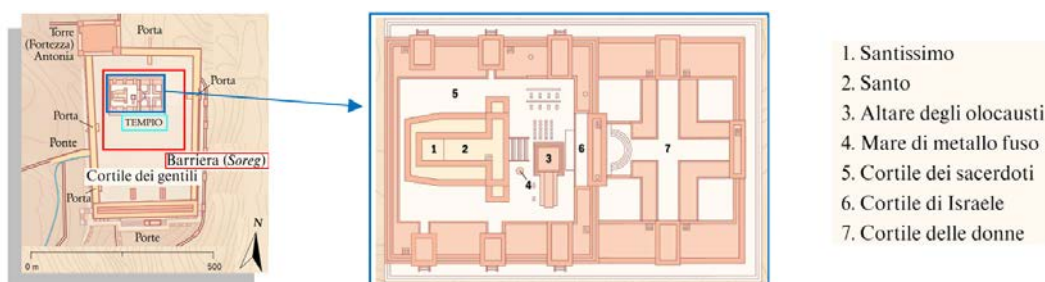 Torre
(Fortezza)
Antonia
Porta
Porta
TEMPIO
Porta
Ponte
Barriera (Soreg)
Cortile dei gentili
Porta
Porte
N
0 m
500
5
1
2
3
4
6
7
1. Santissimo
2. Santo
3. Altare degli olocausti
4. Mare di metallo fuso
5. Cortile dei sacerdoti
6. Cortile di Israele
7. Cortile delle donne